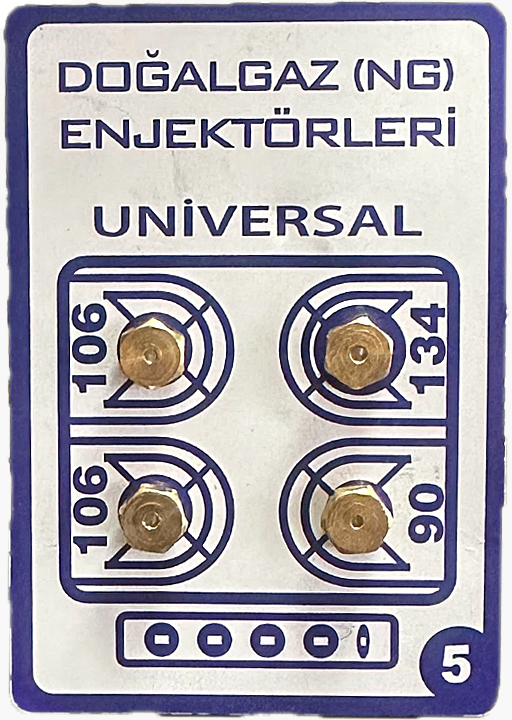 DOĞALGAZ (NG)
ENJEKTÖRLERİ
UNİVERSAL
106
134
106
90
5